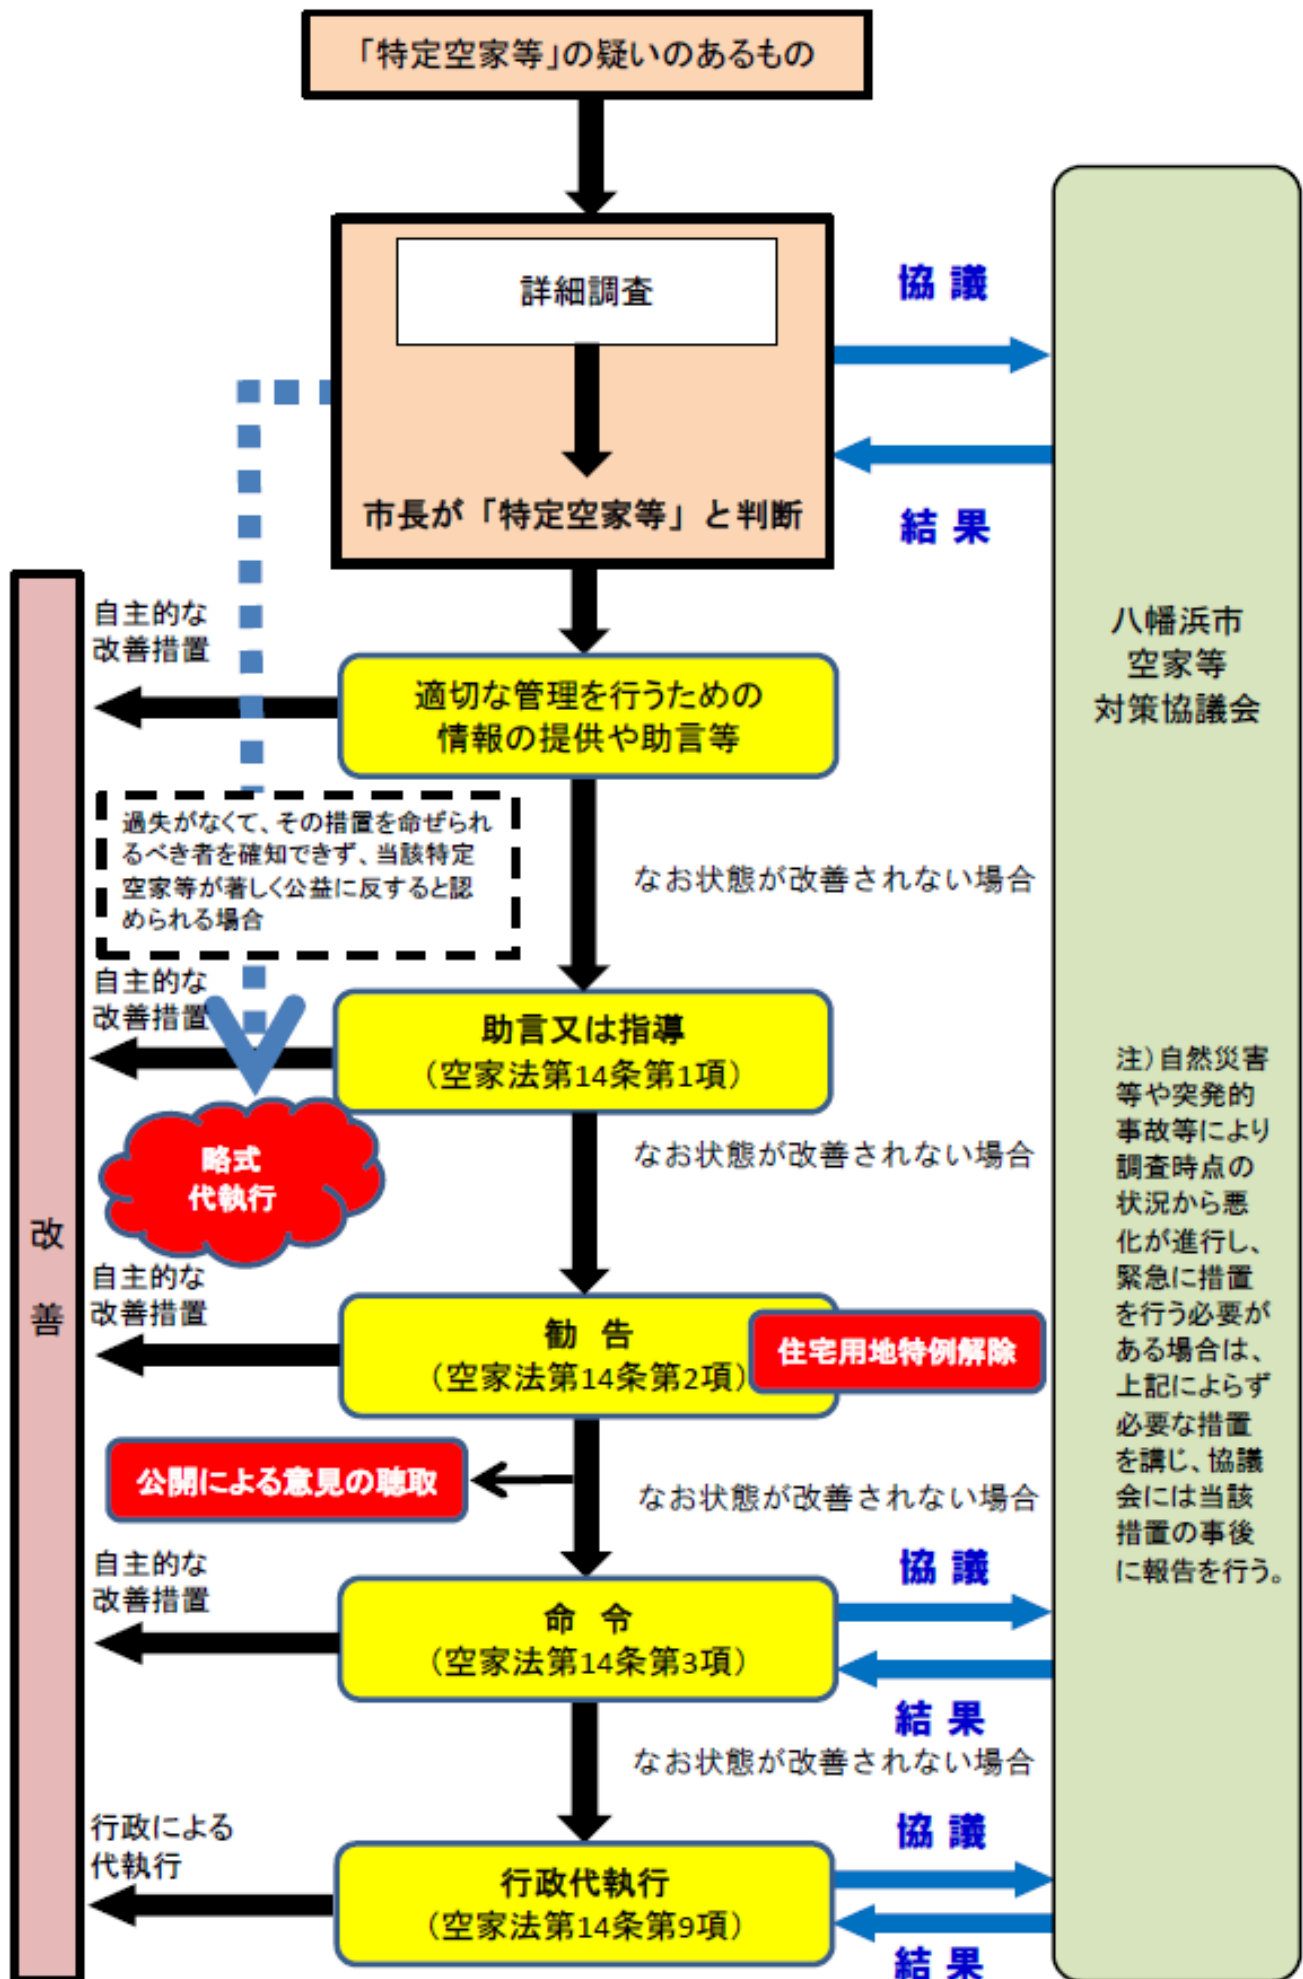 「特定空家等」の疑いのあるもの
詳細調査
協 議
市長が「特定空家等」と判断
結 果
自主的な
改善措置
適切な管理を行うための
情報の提供や助言等
八幡浜市
空家等
対策協議会
過失がなくて、その措置を命ぜられ
るべき者を確知できず、当該特定
空家等が著しく公益に反すると認
められる場合
なお状態が改善されない場合
自主的な
改善措置
助言又は指導
（空家法第14条第1項）
なお状態が改善されない場合
略式
代執行
注）自然災害
等や突発的
事故等により
調査時点の
状況から悪
化が進行し、
緊急に措置
を行う必要が
ある場合は、
上記によらず
必要な措置
を講じ、協議
会には当該
措置の事後
に報告を行う。
改
善
自主的な
改善措置
勧 告
（空家法第14条第2項）
住宅用地特例解除
公開による意見の聴取
なお状態が改善されない場合
自主的な
改善措置
協 議
命 令
（空家法第14条第3項）
結 果
なお状態が改善されない場合
行政による
代執行
協 議
行政代執行
（空家法第14条第9項）
結 果